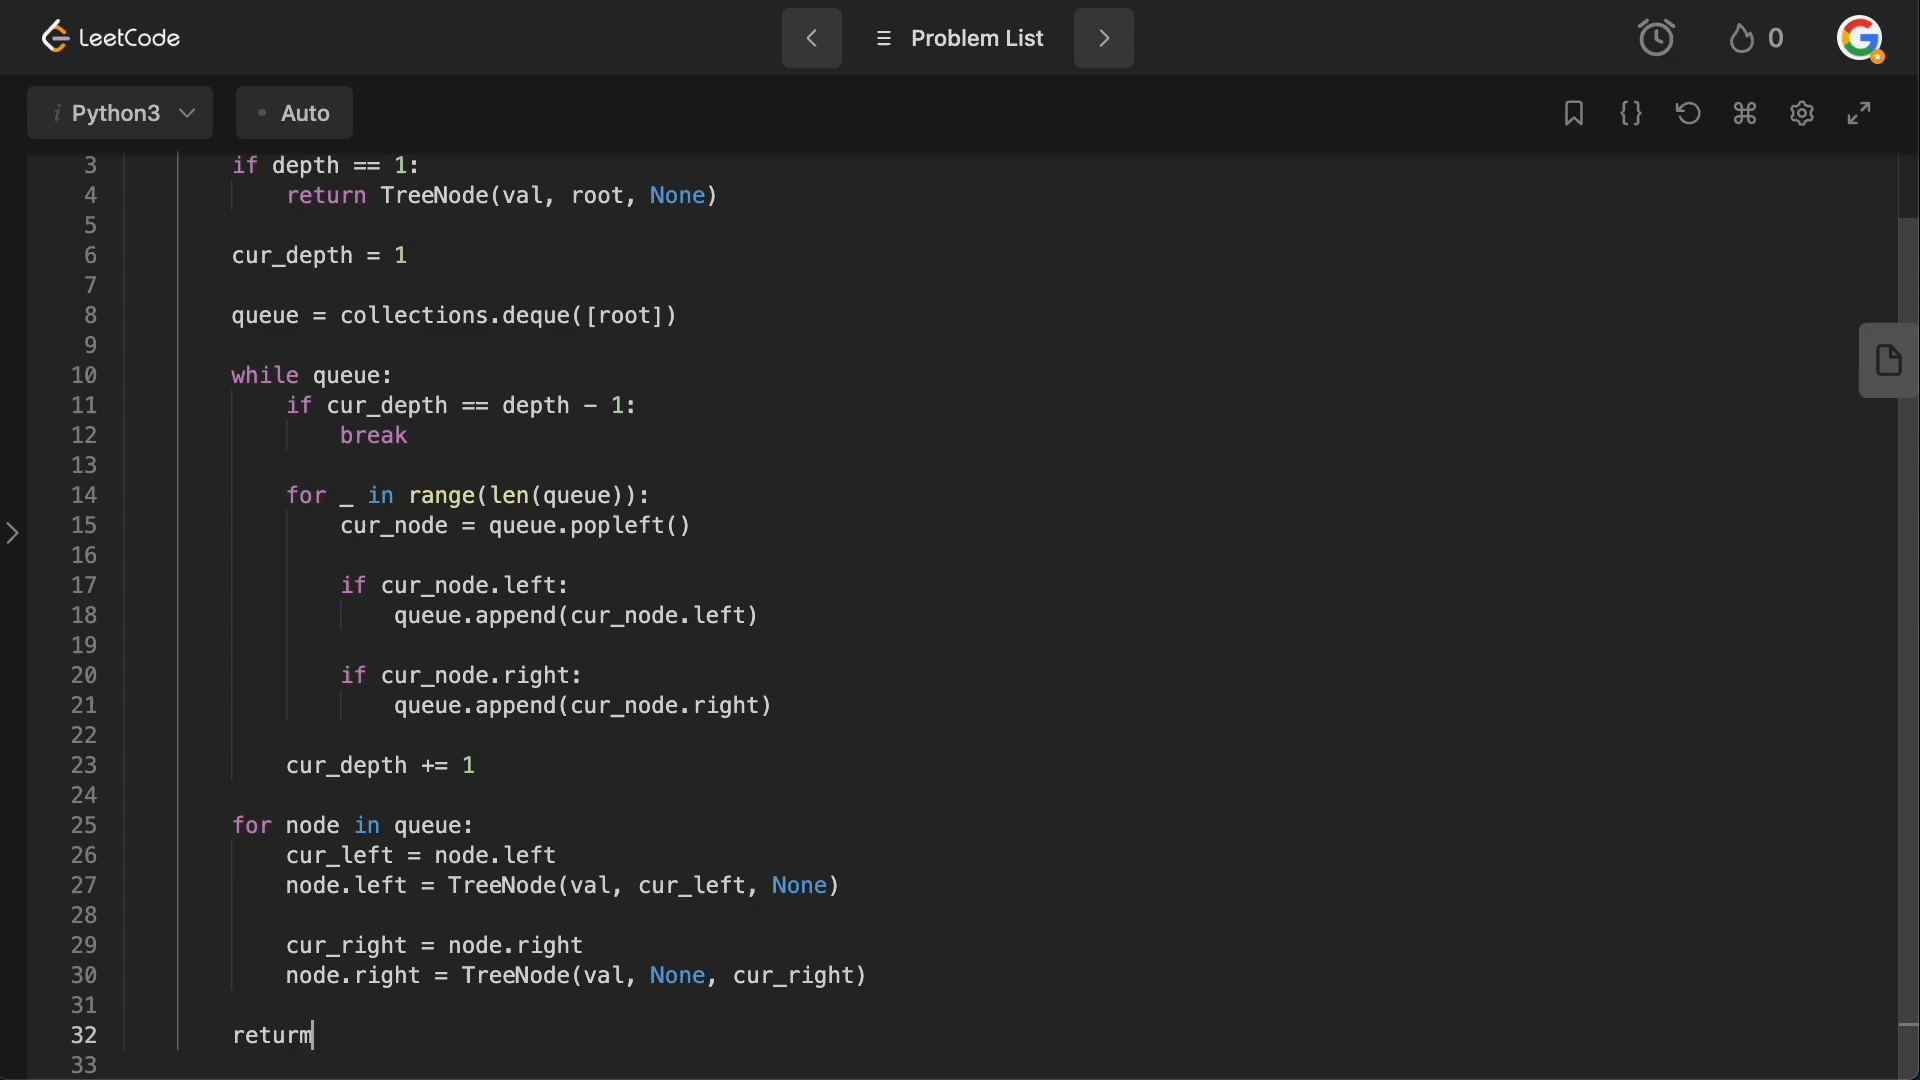 LeetCode
Problem List
0
i Python3
Auto
3 if depth == 1:
4 return TreeNode(val, root, None)
5
6 cur_depth = 1
7
8 queue = collections.deque([root])
9
10 while queue:
11 if cur_depth == depth - 1:
12 break
13
14 for _ in range(len(queue)):
15 cur_node = queue.popleft()
16
17 if cur_node.left:
18 queue.append(cur_node.left)
19
20 if cur_node.right:
21 queue.append(cur_node.right)
22
23 cur_depth += 1
24
25 for node in queue:
26 cur_left = node.left
27 node.left = TreeNode(val, cur_left, None)
28
29 cur_right = node.right
30 node.right = TreeNode(val, None, cur_right)
31
32 returm
33